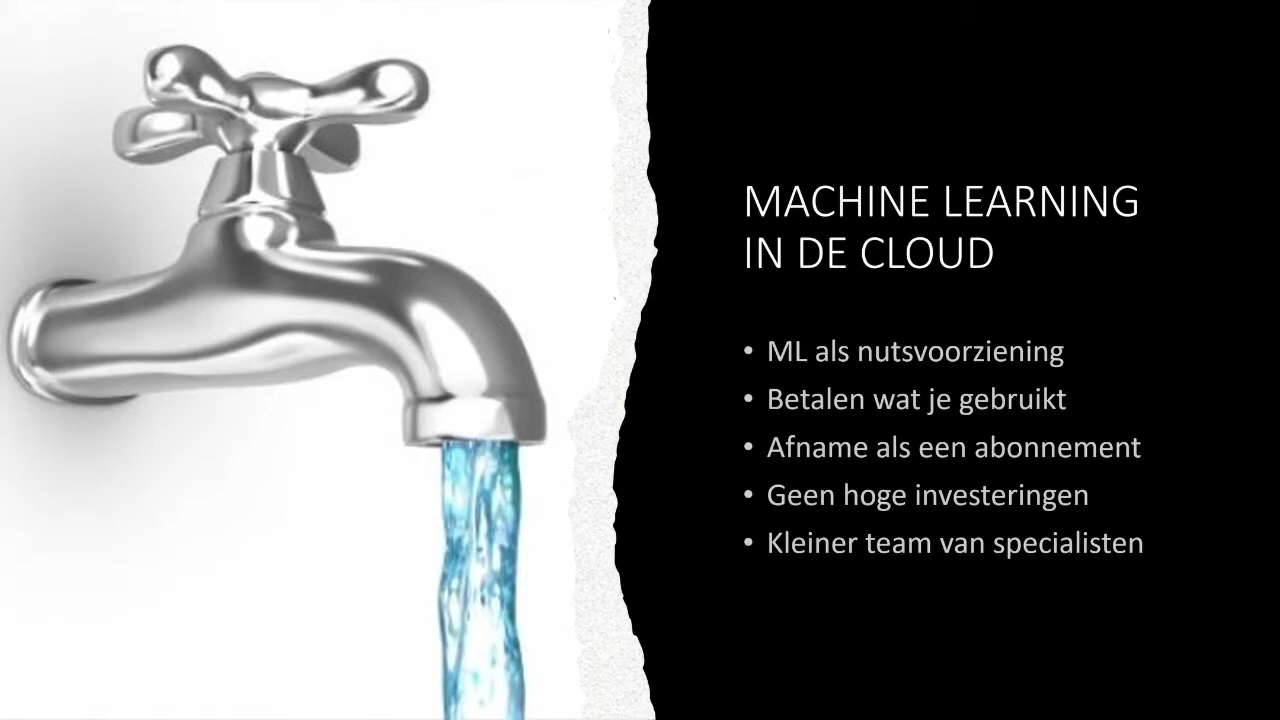 MACHINE LEARNING
IN DE CLOUD
• ML als nutsvoorziening
• Betalen wat je gebruikt
• Afname als een abonnement
• Geen hoge investeringen
• Kleiner team van specialisten